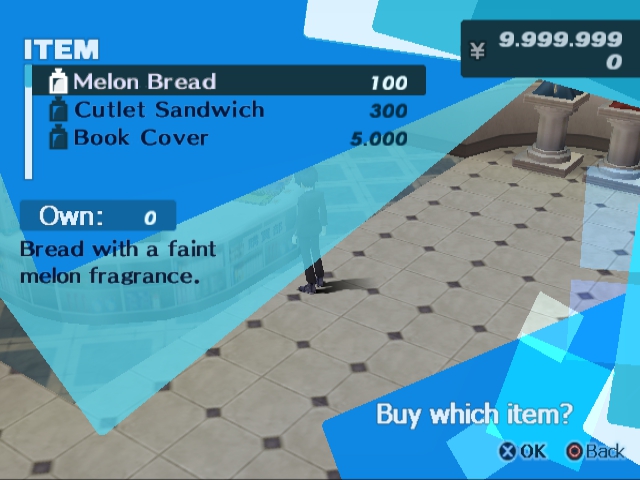 ITEM
¥ 9.999.999
0
Melon Bread 100
Cutlet Sandwich 300
Book Cover 5.000
Own: 0
Bread with a faint
melon fragrance.
Buy which item?
OK Back